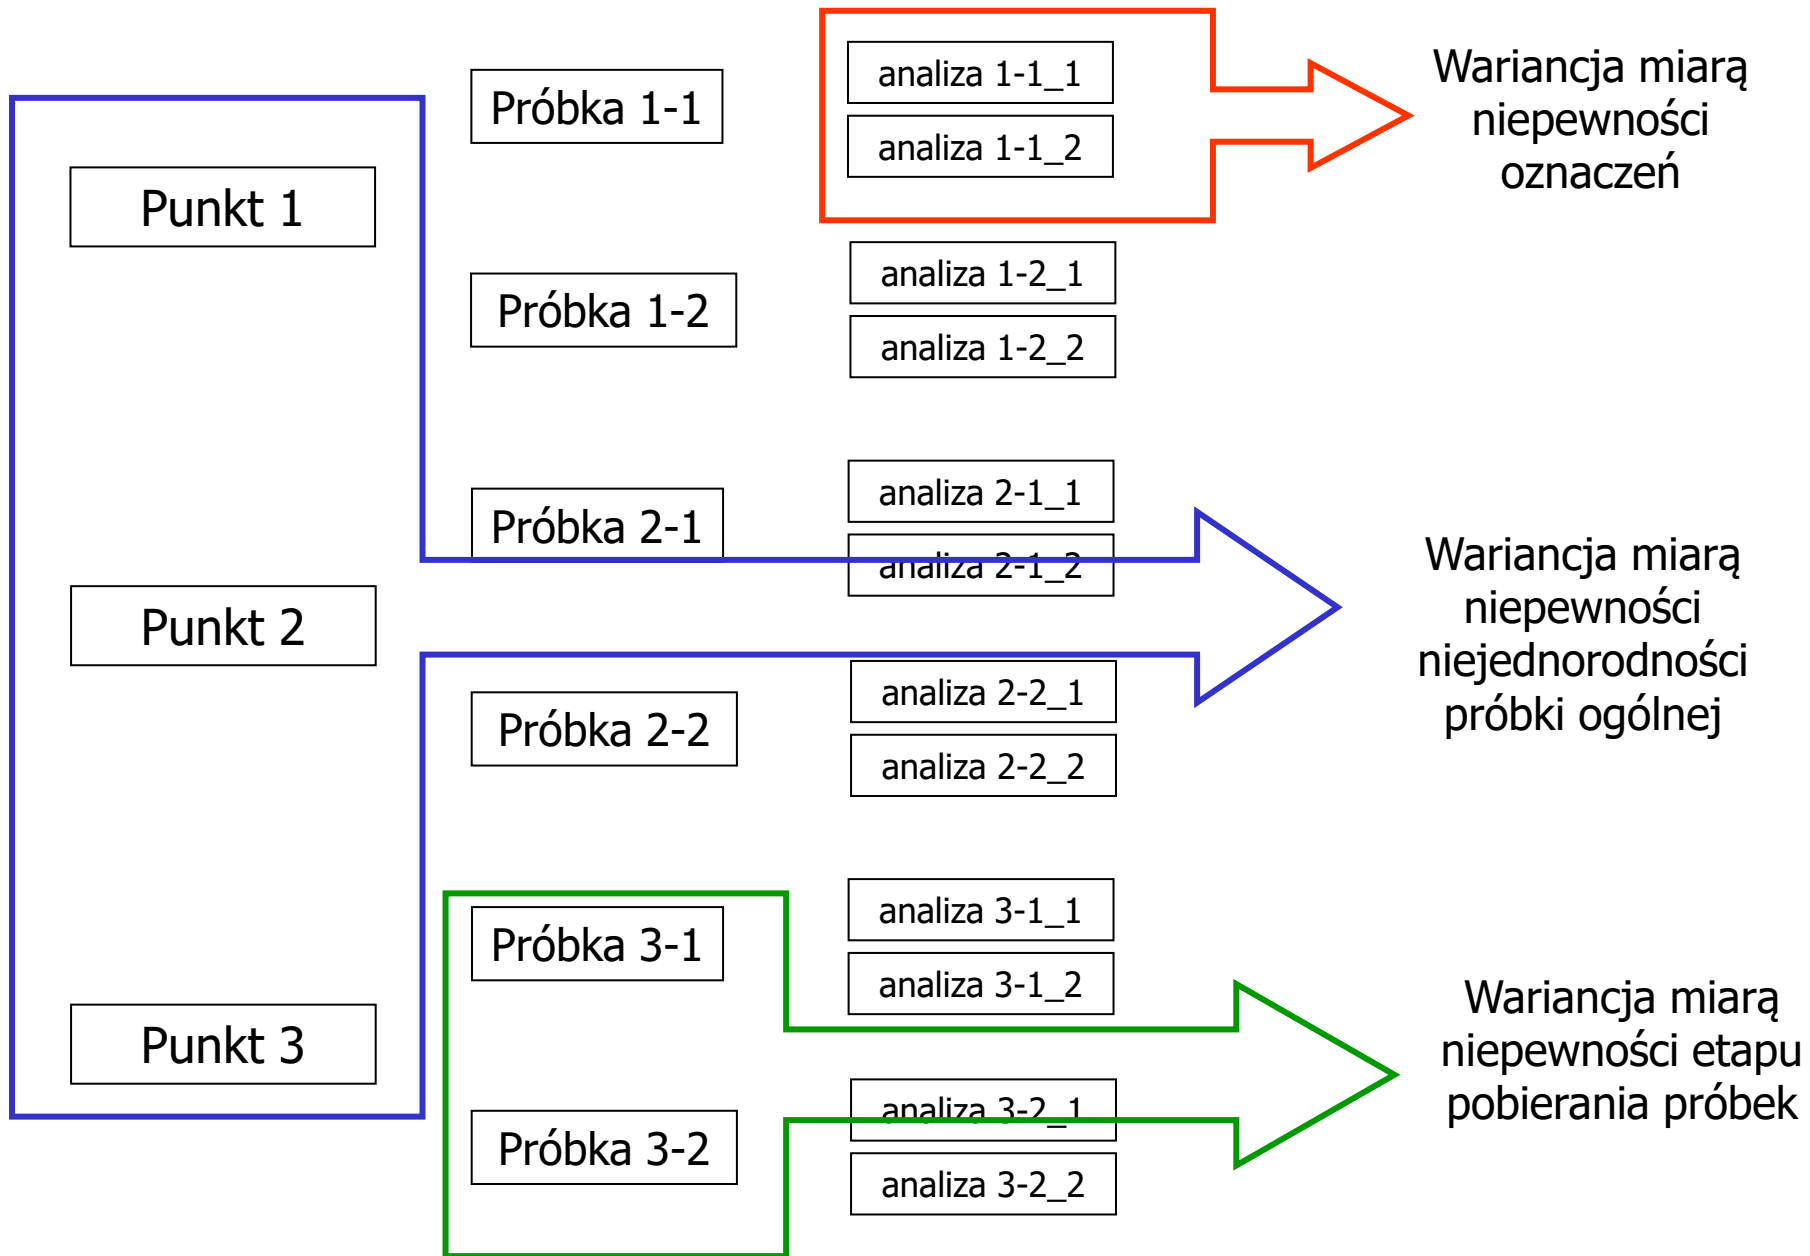 Punkt 1
Próbka 1-1
analiza 1-1_1
analiza 1-1_2
Wariancja miarą
niepewności
oznaczeń
Próbka 1-2
analiza 1-2_1
analiza 1-2_2
Punkt 2
Próbka 2-1
analiza 2-1_1
analiza 2-1_2
Wariancja miarą
niepewności
niejednorodności
próbki ogólnej
Próbka 2-2
analiza 2-2_1
analiza 2-2_2
Punkt 3
Próbka 3-1
analiza 3-1_1
analiza 3-1_2
Wariancja miarą
niepewności etapu
pobierania próbek
Próbka 3-2
analiza 3-2_1
analiza 3-2_2